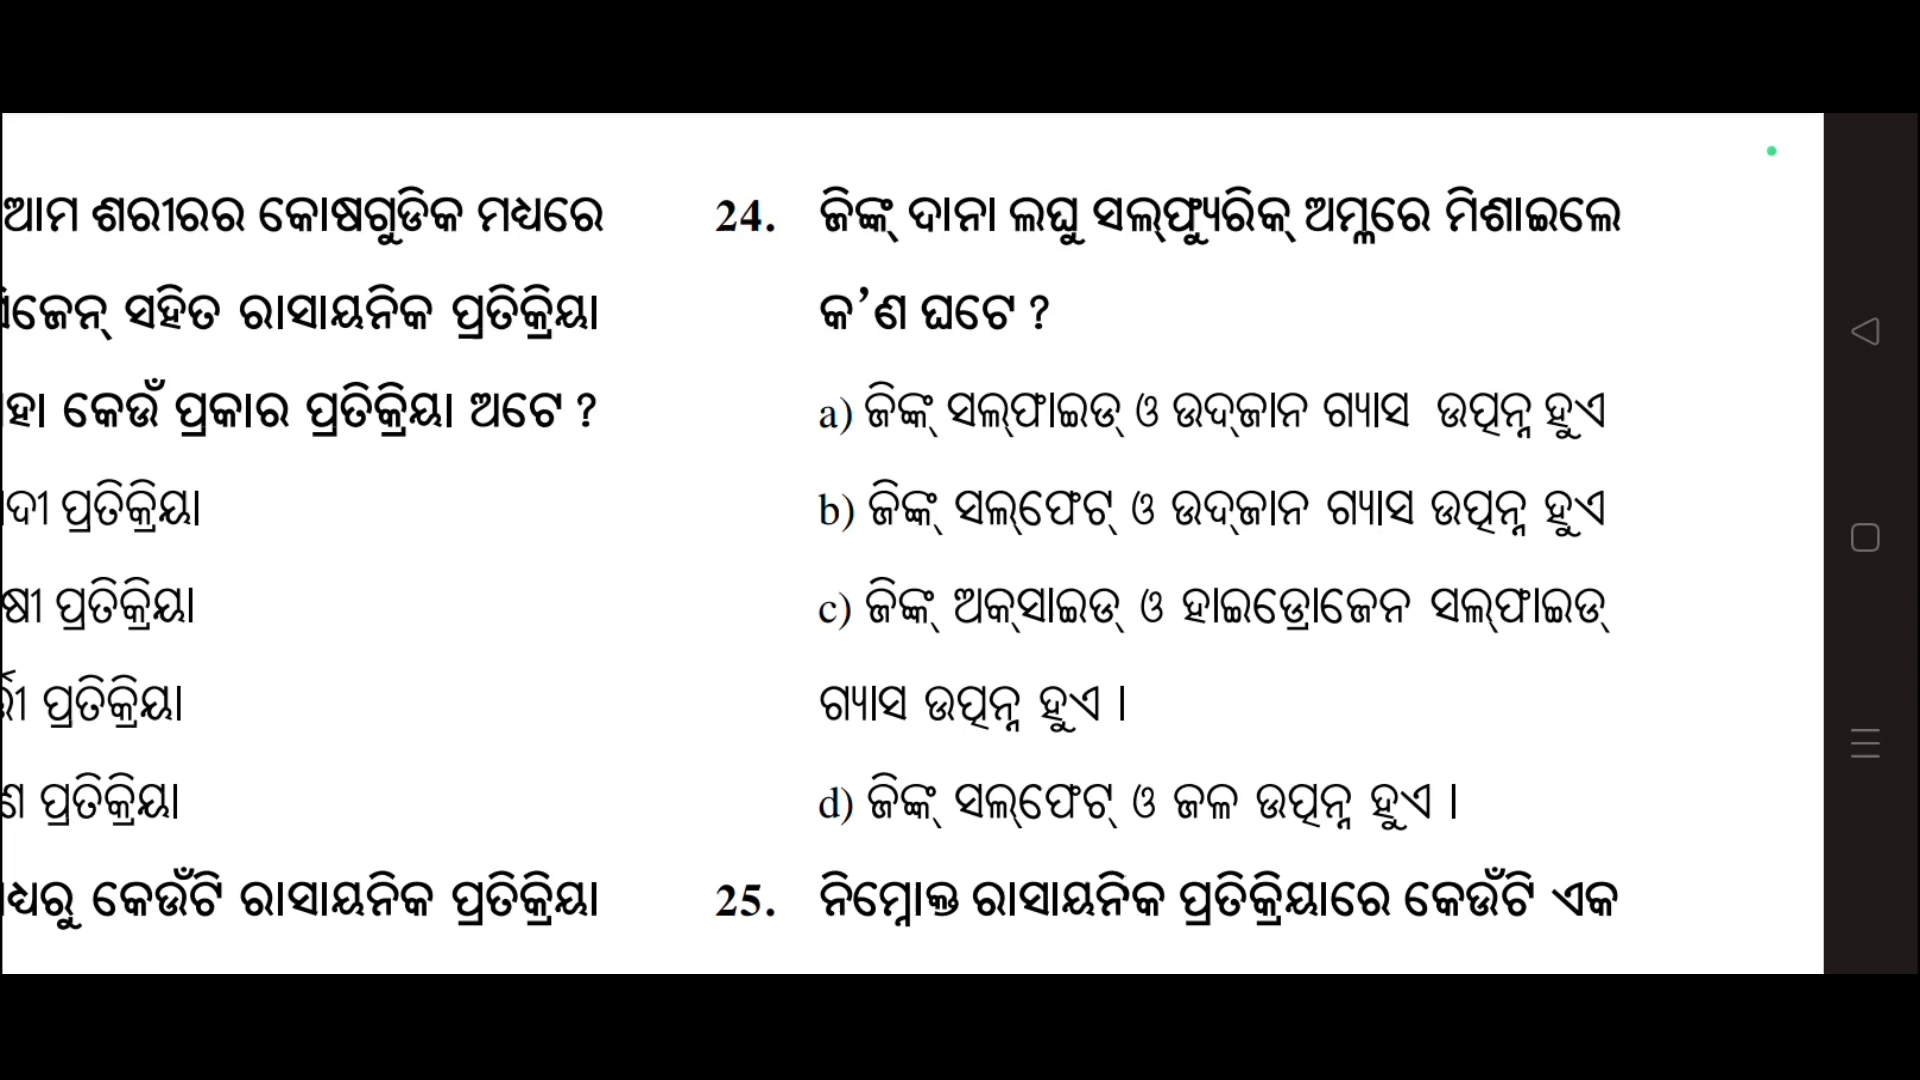 ଆମ ଶରୀରର କୋଷଗୁଡିକ ମଧ୍ୟରେ
ସହିତ ରାସାୟନିକ ପ୍ରତିକ୍ରିୟା
କେଉଁ ପ୍ରକାର ପ୍ରତିକ୍ରିୟା ଅଟେ ?
ପ୍ରତିକ୍ରିୟା
ପ୍ରତିକ୍ରିୟା
ପ୍ରତିକ୍ରିୟା
ପ୍ରତିକ୍ରିୟା
କେଉଁଟି ରାସାୟନିକ ପ୍ରତିକ୍ରିୟା
24. ଜିଙ୍କ୍ ଦାନା ଲଘୁ ସଲ୍‌ଫ୍ୟୁରିକ୍ ଅମ୍ଳରେ ମିଶାଇଲେ
କ’ଣ ଘଟେ ?
a) ଜିଙ୍କ୍ ସଲ୍‌ଫାଇଡ୍ ଓ ଉଦ୍‌ଜାନ ଗ୍ୟାସ ଉତ୍ପନ୍ନ ହୁଏ
b) ଜିଙ୍କ୍ ସଲ୍‌ଫେଟ୍ ଓ ଉଦ୍‌ଜାନ ଗ୍ୟାସ ଉତ୍ପନ୍ନ ହୁଏ
c) ଜିଙ୍କ୍ ଅକ୍‌ସାଇଡ୍ ଓ ହାଇଡ୍ରୋଜେନ ସଲ୍‌ଫାଇଡ୍
ଗ୍ୟାସ ଉତ୍ପନ୍ନ ହୁଏ ।
d) ଜିଙ୍କ୍ ସଲ୍‌ଫେଟ୍ ଓ ଜଳ ଉତ୍ପନ୍ନ ହୁଏ ।
25. ନିମ୍ନୋକ୍ତ ରାସାୟନିକ ପ୍ରତିକ୍ରିୟାରେ କେଉଁଟି ଏକ